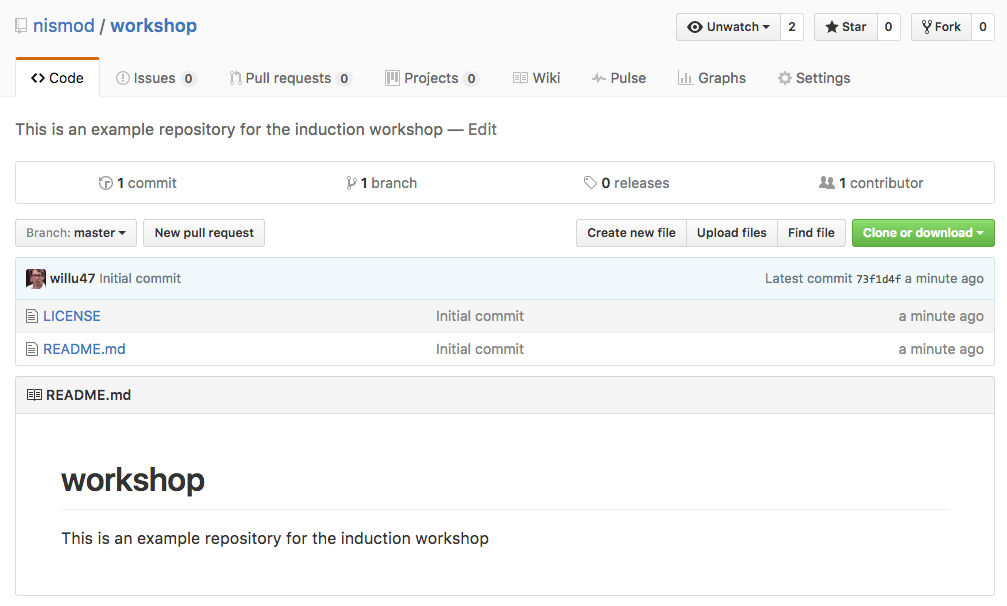 nismod / workshop Unwatch 2 Star 0 Fork 0
Code Issues 0 Pull requests 0 Projects 0 Wiki Pulse Graphs Settings
This is an example repository for the induction workshop — Edit
1 commit 1 branch 0 releases 1 contributor
Branch: master New pull request Create new file Upload files Find file Clone or download
willu47 Initial commit Latest commit 73f1d4f a minute ago
LICENSE Initial commit a minute ago
README.md Initial commit a minute ago
README.md
workshop
This is an example repository for the induction workshop